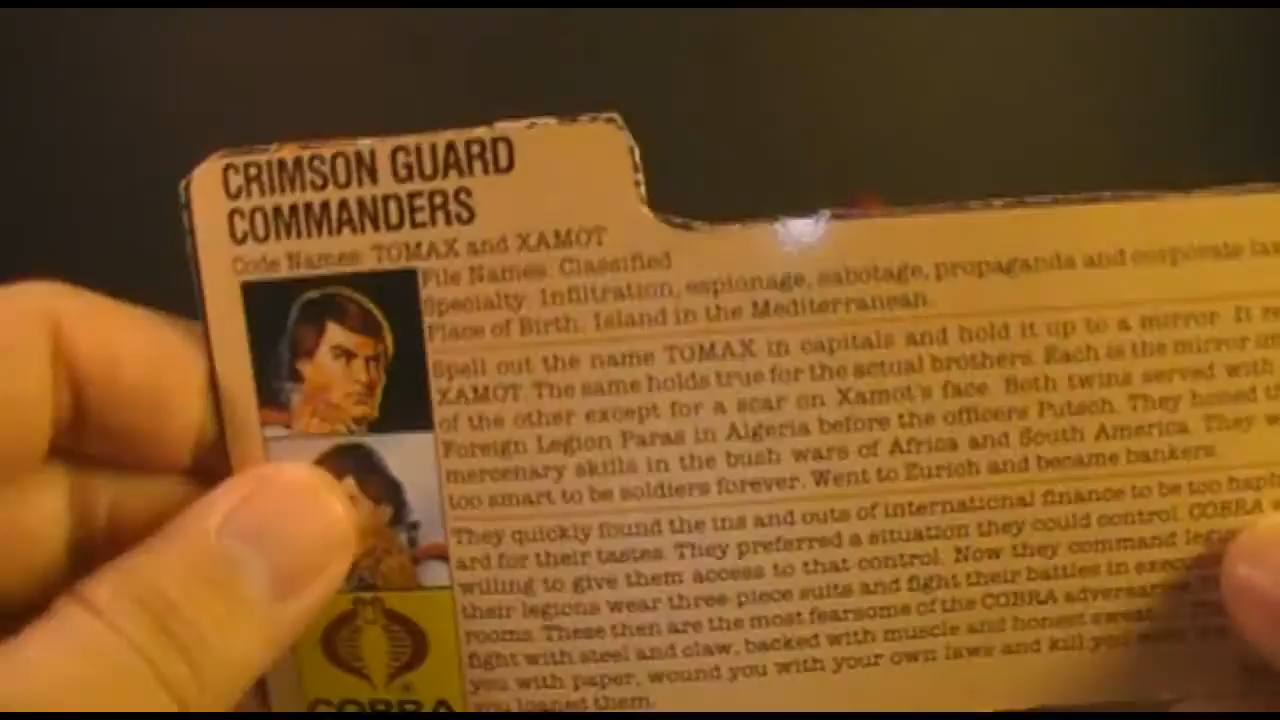 CRIMSON GUARD
COMMANDERS
Code Names: TOMAX and XAMOT
File Names: Classified
Specialty: Infiltration, espionage, sabotage, propaganda and corporate
Place of Birth: Island in the Mediterranean.
Spell out the name TOMAX in capitals and hold it up to a mirror. It
XAMOT. The same holds true for the actual brothers. Each is the mirror
of the other except for a scar on Xamot's face. Both twins served with
Foreign Legion Paras in Algeria before the officers Putsch. They honed
mercenary skills in the bush wars of Africa and South America. They
too smart to be soldiers forever. Went to Zurich and became bankers.
They quickly found the ins and outs of international finance to be too haph
ard for their tastes. They preferred a situation they could control. COBRA
willing to give them access to that control. Now they command
their legions wear three-piece suits and fight their battles in
rooms. These then are the most fearsome of the COBRA
fight with steel and claw, backed with muscle and honest
you with paper, wound you with your own laws and kill you
you loaned them.
COBRA